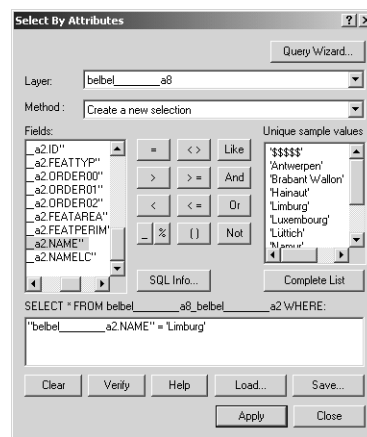 Select By Attributes
Query Wizard...
Layer: belbel______a8
Method : Create a new selection
Fields: Unique sample values
_a2.ID"
_a2.FEATTYP"
_a2.ORDER00"
_a2.ORDER01"
_a2.ORDER02"
_a2.FEATAREA"
_a2.FEATPERIM"
_a2.NAME"
_a2.NAMELC"
= < > Like
> > = And
< < = Or
_ % () Not
'$$$$$'
'Antwerpen'
'Brabant Wallon'
'Hainaut'
'Limburg'
'Luxembourg'
'Lüttich'
'Namur'
SQL Info... Complete List
SELECT * FROM belbel______a8_belbel______a2 WHERE:
"belbel______a2.NAME" = 'Limburg'
Clear Verify Help Load... Save...
Apply Close